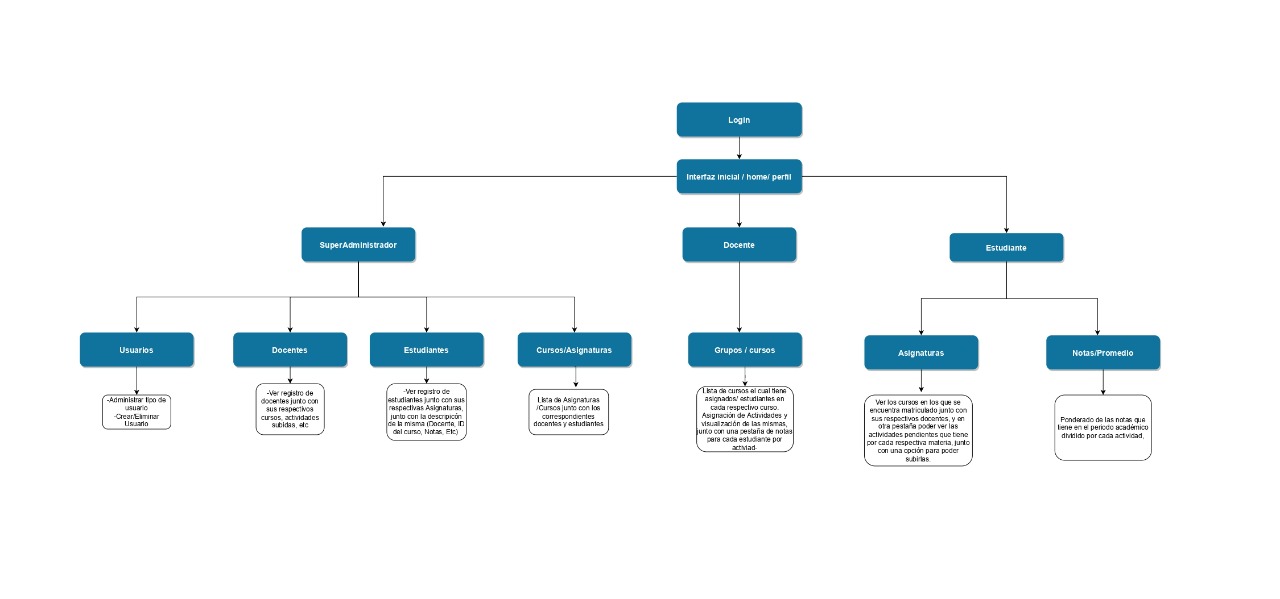 Login
Interfaz inicial / home/ perfil
SuperAdministrador
Docente
Estudiante
Usuarios
Docentes
Estudiantes
Cursos/Asignaturas
Grupos / cursos
Asignaturas
Notas/Promedio
-Administrar tipo de
usuario
-Crear/Eliminar
Usuario
-Ver registro de
docentes junto con
sus respectivos
cursos, actividades
subidas, etc.
-Ver registro de
estudiantes junto con sus
respectivas Asignaturas,
junto con la descripición
de la misma (Docente, ID
del curso, Notas, Etc)
Lista de Asignaturas
/Cursos junto con los
correspondientes
docentes y estudiantes
Lista de cursos el cual tiene
asignados/ estudiantes en
cada respectivo curso.
Asignación de Actividades y
visualización de las mismas,
junto con una pestaña de notas
para cada estudiante por
activiad-
Ver los cursos en los que se
encuentra matriculado junto con
sus respectivos docentes, y en
otra pestaña poder ver las
actividades pendientes que tiene
por cada respectiva materia, junto
con una opción para poder
subirlas.
Ponderado de las notas que
tiene en el periodo académico
dividido por cada actividad,